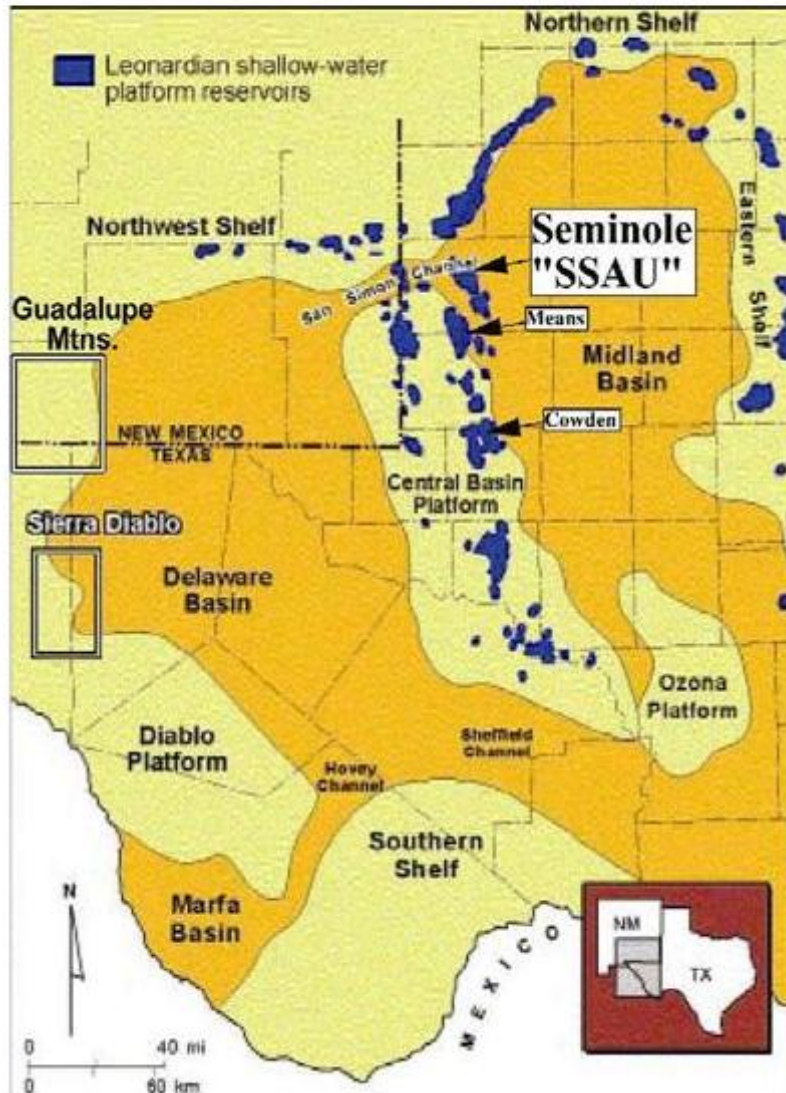 Northern Shelf
Leonardian shallow-water
platform reservoirs
Northwest Shelf
Eastern
Shelf
Seminole
"SSAU"
San Simon Channel
Guadalupe
Mtns.
Means
Midland
Basin
Cowden
NEW MEXICO
TEXAS
Central Basin
Platform
Sierra Diablo
Delaware
Basin
Ozona
Platform
Diablo
Platform
Sheffield
Channel
Hovey
Channel
Southern
Shelf
Marfa
Basin
N
MEXICO
NM
TX
0 40 mi
0 60 km